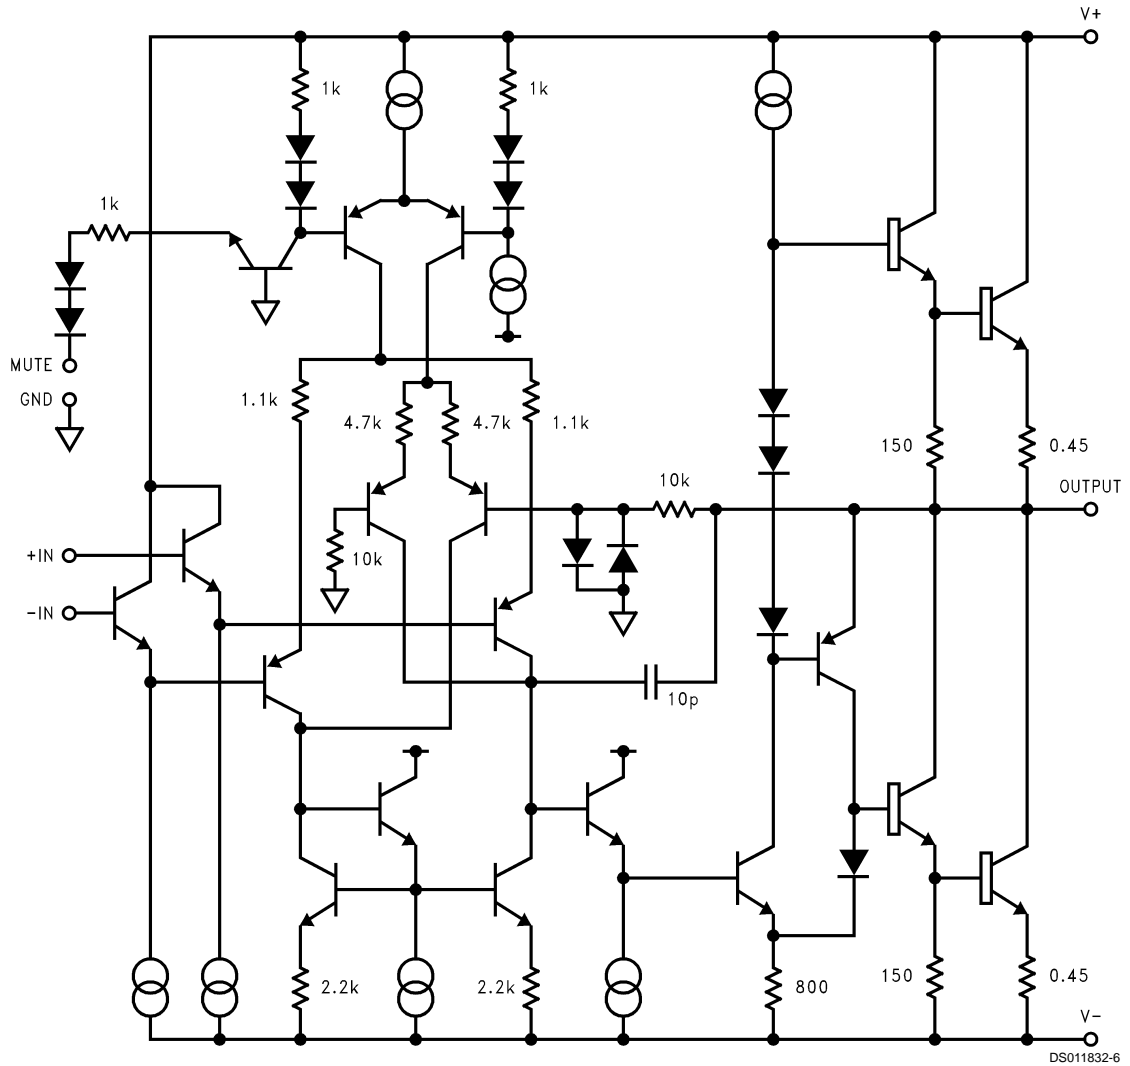 V+
1k
1k
1k
MUTE
GND
1.1k
4.7k
4.7k
1.1k
150
0.45
10k
OUTPUT
+IN
10k
-IN
10p
2.2k
2.2k
800
150
0.45
V-
DS011832-6